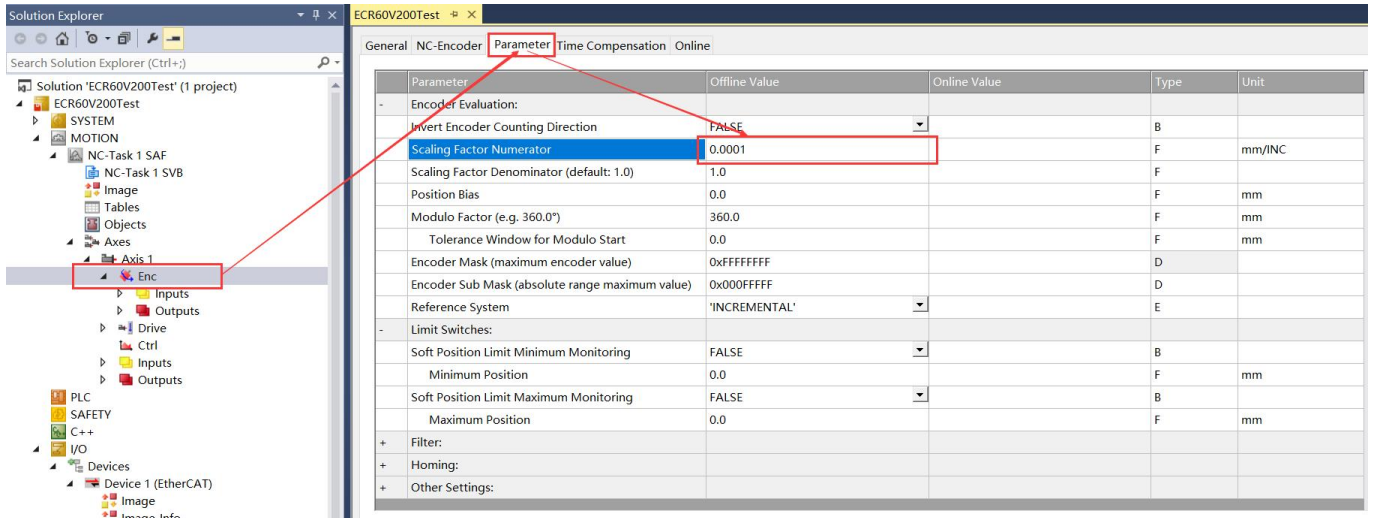 Solution Explorer
Search Solution Explorer (Ctrl+;)
Solution 'ECR60V200Test' (1 project)
ECR60V200Test
SYSTEM
MOTION
NC-Task 1 SAF
NC-Task 1 SVB
Image
Tables
Objects
Axes
Axis 1
Enc
Inputs
Outputs
Drive
Ctrl
Inputs
Outputs
PLC
SAFETY
C++
I/O
Devices
Device 1 (EtherCAT)
Image
Image-Info
ECR60V200Test
General NC-Encoder Parameter Time Compensation Online
Parameter Offline Value Online Value Type Unit
- Encoder Evaluation:
Invert Encoder Counting Direction FALSE B
Scaling Factor Numerator 0.0001 F mm/INC
Scaling Factor Denominator (default: 1.0) 1.0 F
Position Bias 0.0 F mm
Modulo Factor (e.g. 360.0°) 360.0 F mm
Tolerance Window for Modulo Start 0.0 F mm
Encoder Mask (maximum encoder value) 0xFFFFFFFF D
Encoder Sub Mask (absolute range maximum value) 0x000FFFFF D
Reference System 'INCREMENTAL' E
- Limit Switches:
Soft Position Limit Minimum Monitoring FALSE B
Minimum Position 0.0 F mm
Soft Position Limit Maximum Monitoring FALSE B
Maximum Position 0.0 F mm
+ Filter:
+ Homing:
+ Other Settings: